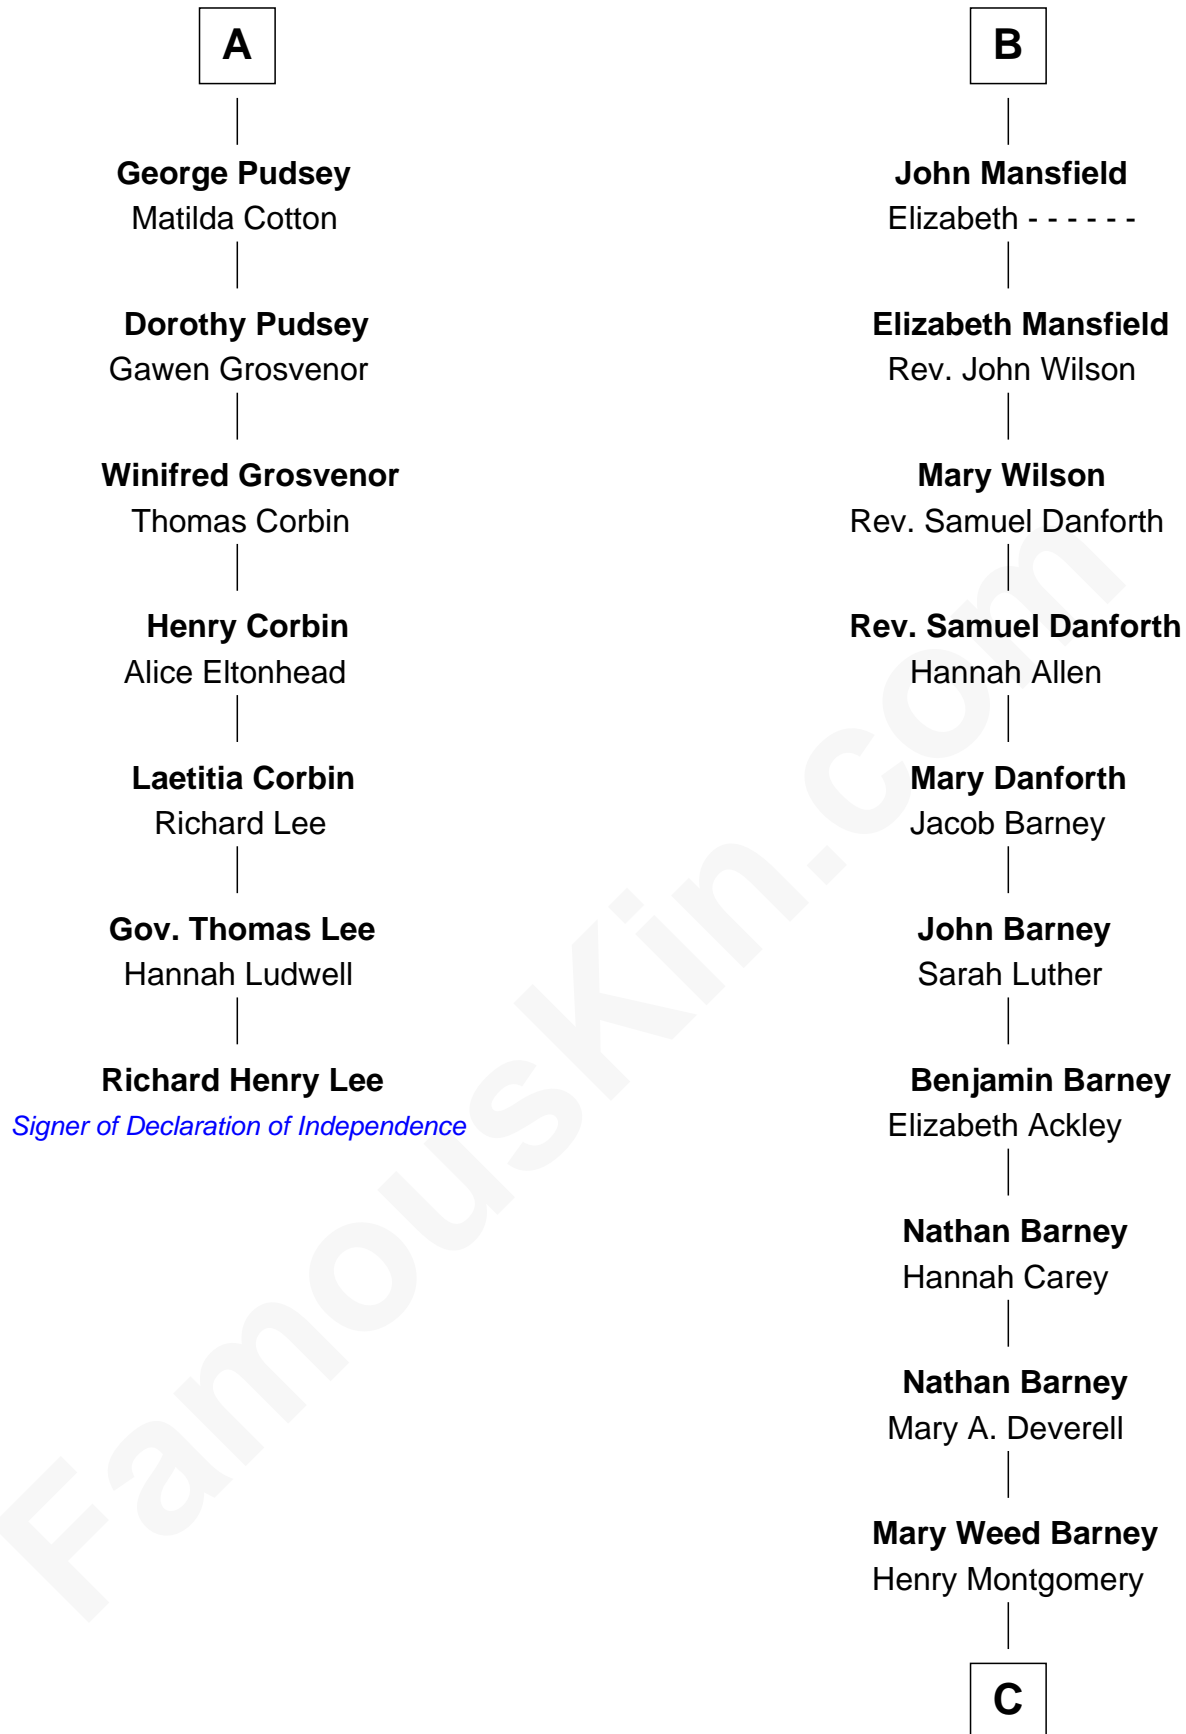 A
George Pudsey
Matilda Cotton
Dorothy Pudsey
Gawen Grosvenor
Winifred Grosvenor
Thomas Corbin
Henry Corbin
Alice Eltonhead
Laetitia Corbin
Richard Lee
Gov. Thomas Lee
Hannah Ludwell
Richard Henry Lee
Signer of Declaration of Independence
B
John Mansfield
Elizabeth - - - - - -
Elizabeth Mansfield
Rev. John Wilson
Mary Wilson
Rev. Samuel Danforth
Rev. Samuel Danforth
Hannah Allen
Mary Danforth
Jacob Barney
John Barney
Sarah Luther
Benjamin Barney
Elizabeth Ackley
Nathan Barney
Hannah Carey
Nathan Barney
Mary A. Deverell
Mary Weed Barney
Henry Montgomery
C
FamousKin.com